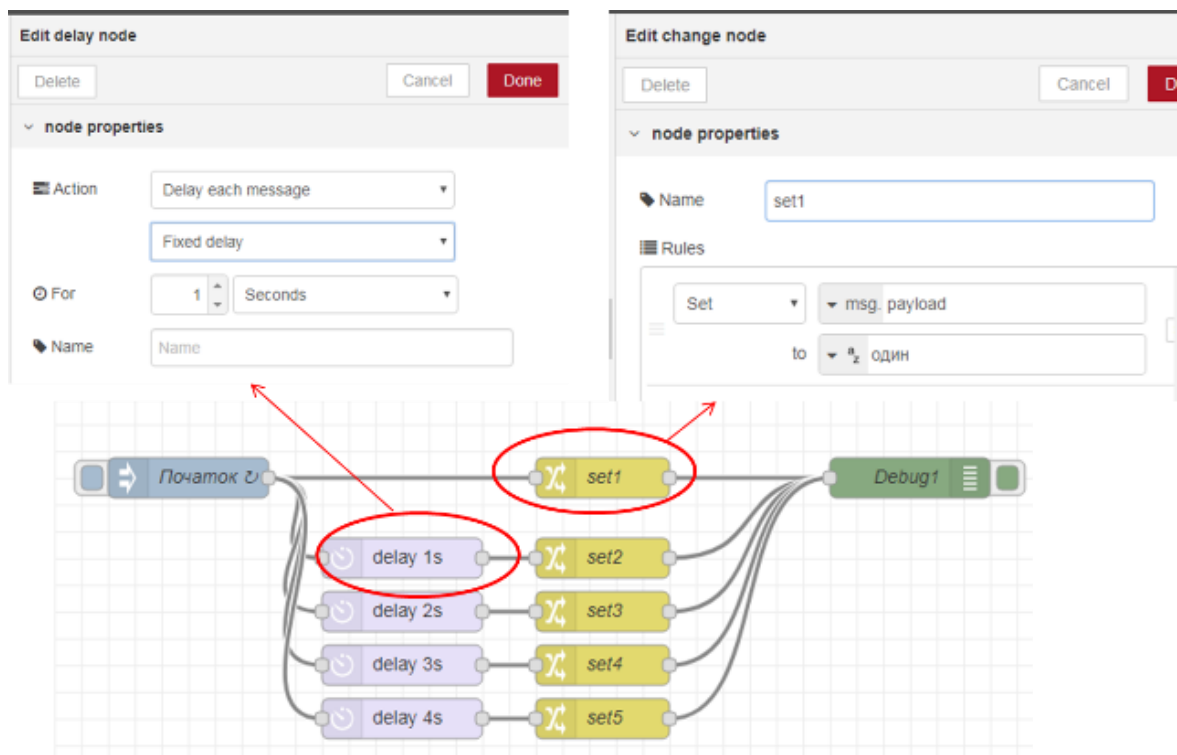 Edit delay node
Delete
Cancel
Done
node properties
Action
Delay each message
Fixed delay
For
1
Seconds
Name
Name
Edit change node
Delete
Cancel
D
node properties
Name
set1
Rules
Set
msg. payload
to
a
z
один
Початок ↻
set1
Debug1
delay 1s
set2
delay 2s
set3
delay 3s
set4
delay 4s
set5